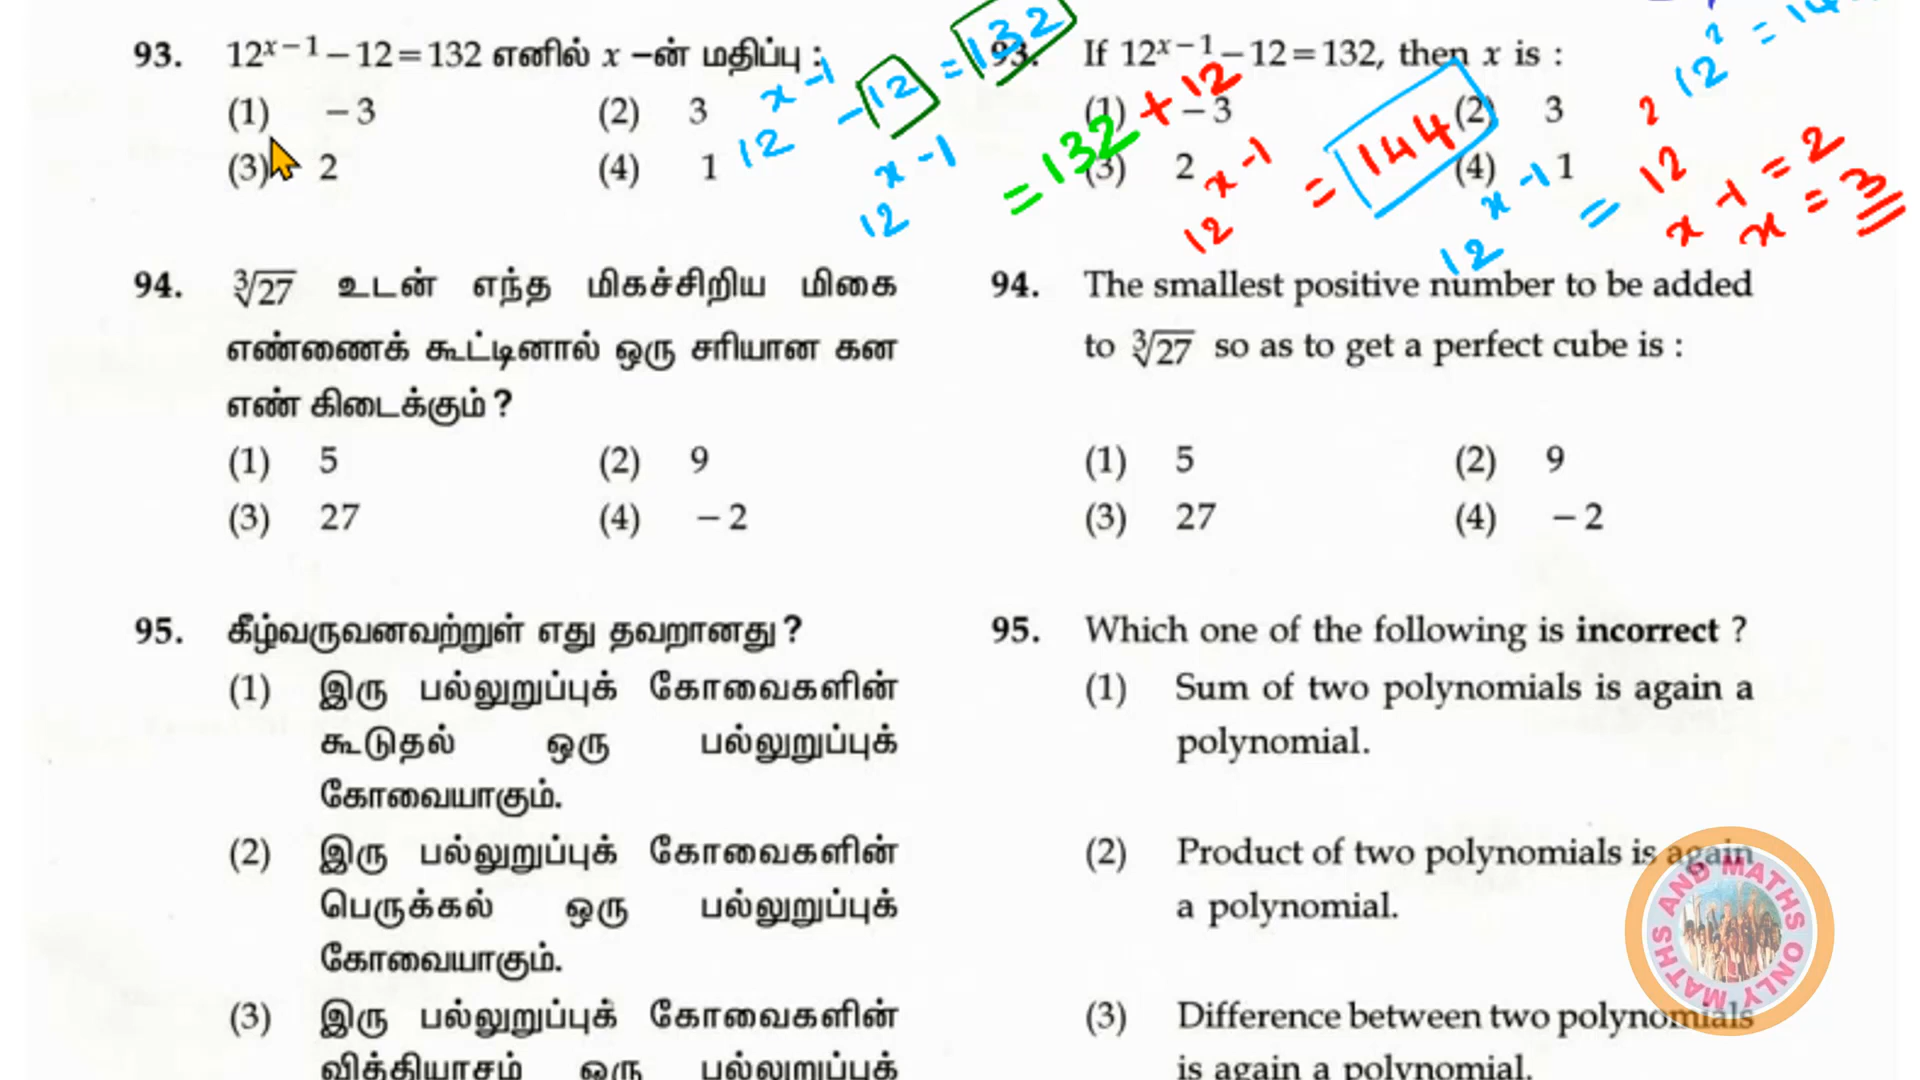 93. 12^{x-1} - 12 = 132 எனில் x -ன் மதிப்பு :
(1) - 3 (2) 3
(3) 2 (4) 1
94. ∛27 உடன் எந்த மிகச்சிறிய மிகை
எண்ணைக் கூட்டினால் ஒரு சரியான கன
எண் கிடைக்கும் ?
(1) 5 (2) 9
(3) 27 (4) - 2
95. கீழ்வருவனவற்றுள் எது தவறானது ?
(1) இரு பல்லுறுப்புக் கோவைகளின்
கூடுதல் ஒரு பல்லுறுப்புக்
கோவையாகும்.
(2) இரு பல்லுறுப்புக் கோவைகளின்
பெருக்கல் ஒரு பல்லுறுப்புக்
கோவையாகும்.
(3) இரு பல்லுறுப்புக் கோவைகளின்
வித்தியாசம் ஒரு பல்லுறுப்புக்
93. If 12^{x-1} - 12 = 132, then x is :
(1) - 3 (2) 3
(3) 2 (4) 1
94. The smallest positive number to be added
to ∛27 so as to get a perfect cube is :
(1) 5 (2) 9
(3) 27 (4) - 2
95. Which one of the following is incorrect ?
(1) Sum of two polynomials is again a
polynomial.
(2) Product of two polynomials is again
a polynomial.
(3) Difference between two polynomials
is again a polynomial.
12^{x-1} - 12 = 132
12^{x-1} = 132 + 12
12^{x-1} = 144
12^{x-1} = 12^2
x - 1 = 2
x = 3
MATHS AND MATHS ONLY MATHS